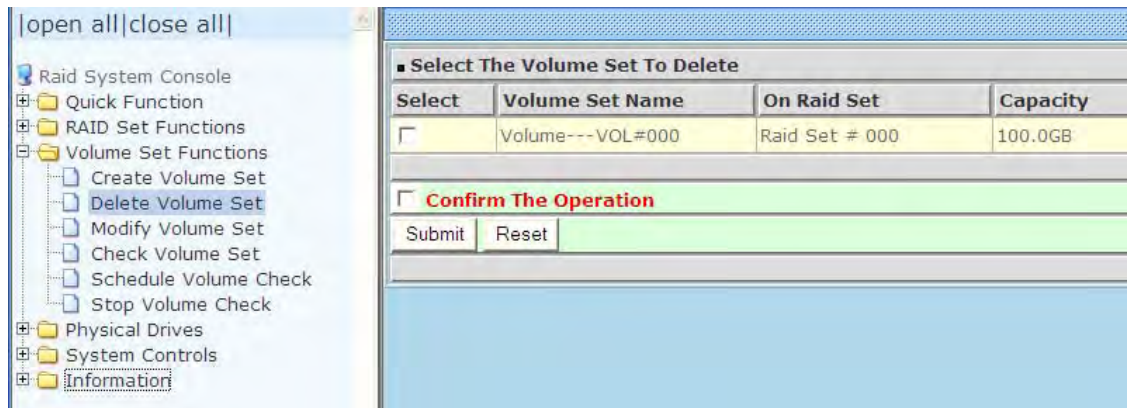 |open all|close all|
Raid System Console
Quick Function
RAID Set Functions
Volume Set Functions
Create Volume Set
Delete Volume Set
Modify Volume Set
Check Volume Set
Schedule Volume Check
Stop Volume Check
Physical Drives
System Controls
Information
Select The Volume Set To Delete
Select Volume Set Name On Raid Set Capacity
Volume---VOL#000 Raid Set # 000 100.0GB
Confirm The Operation
Submit Reset